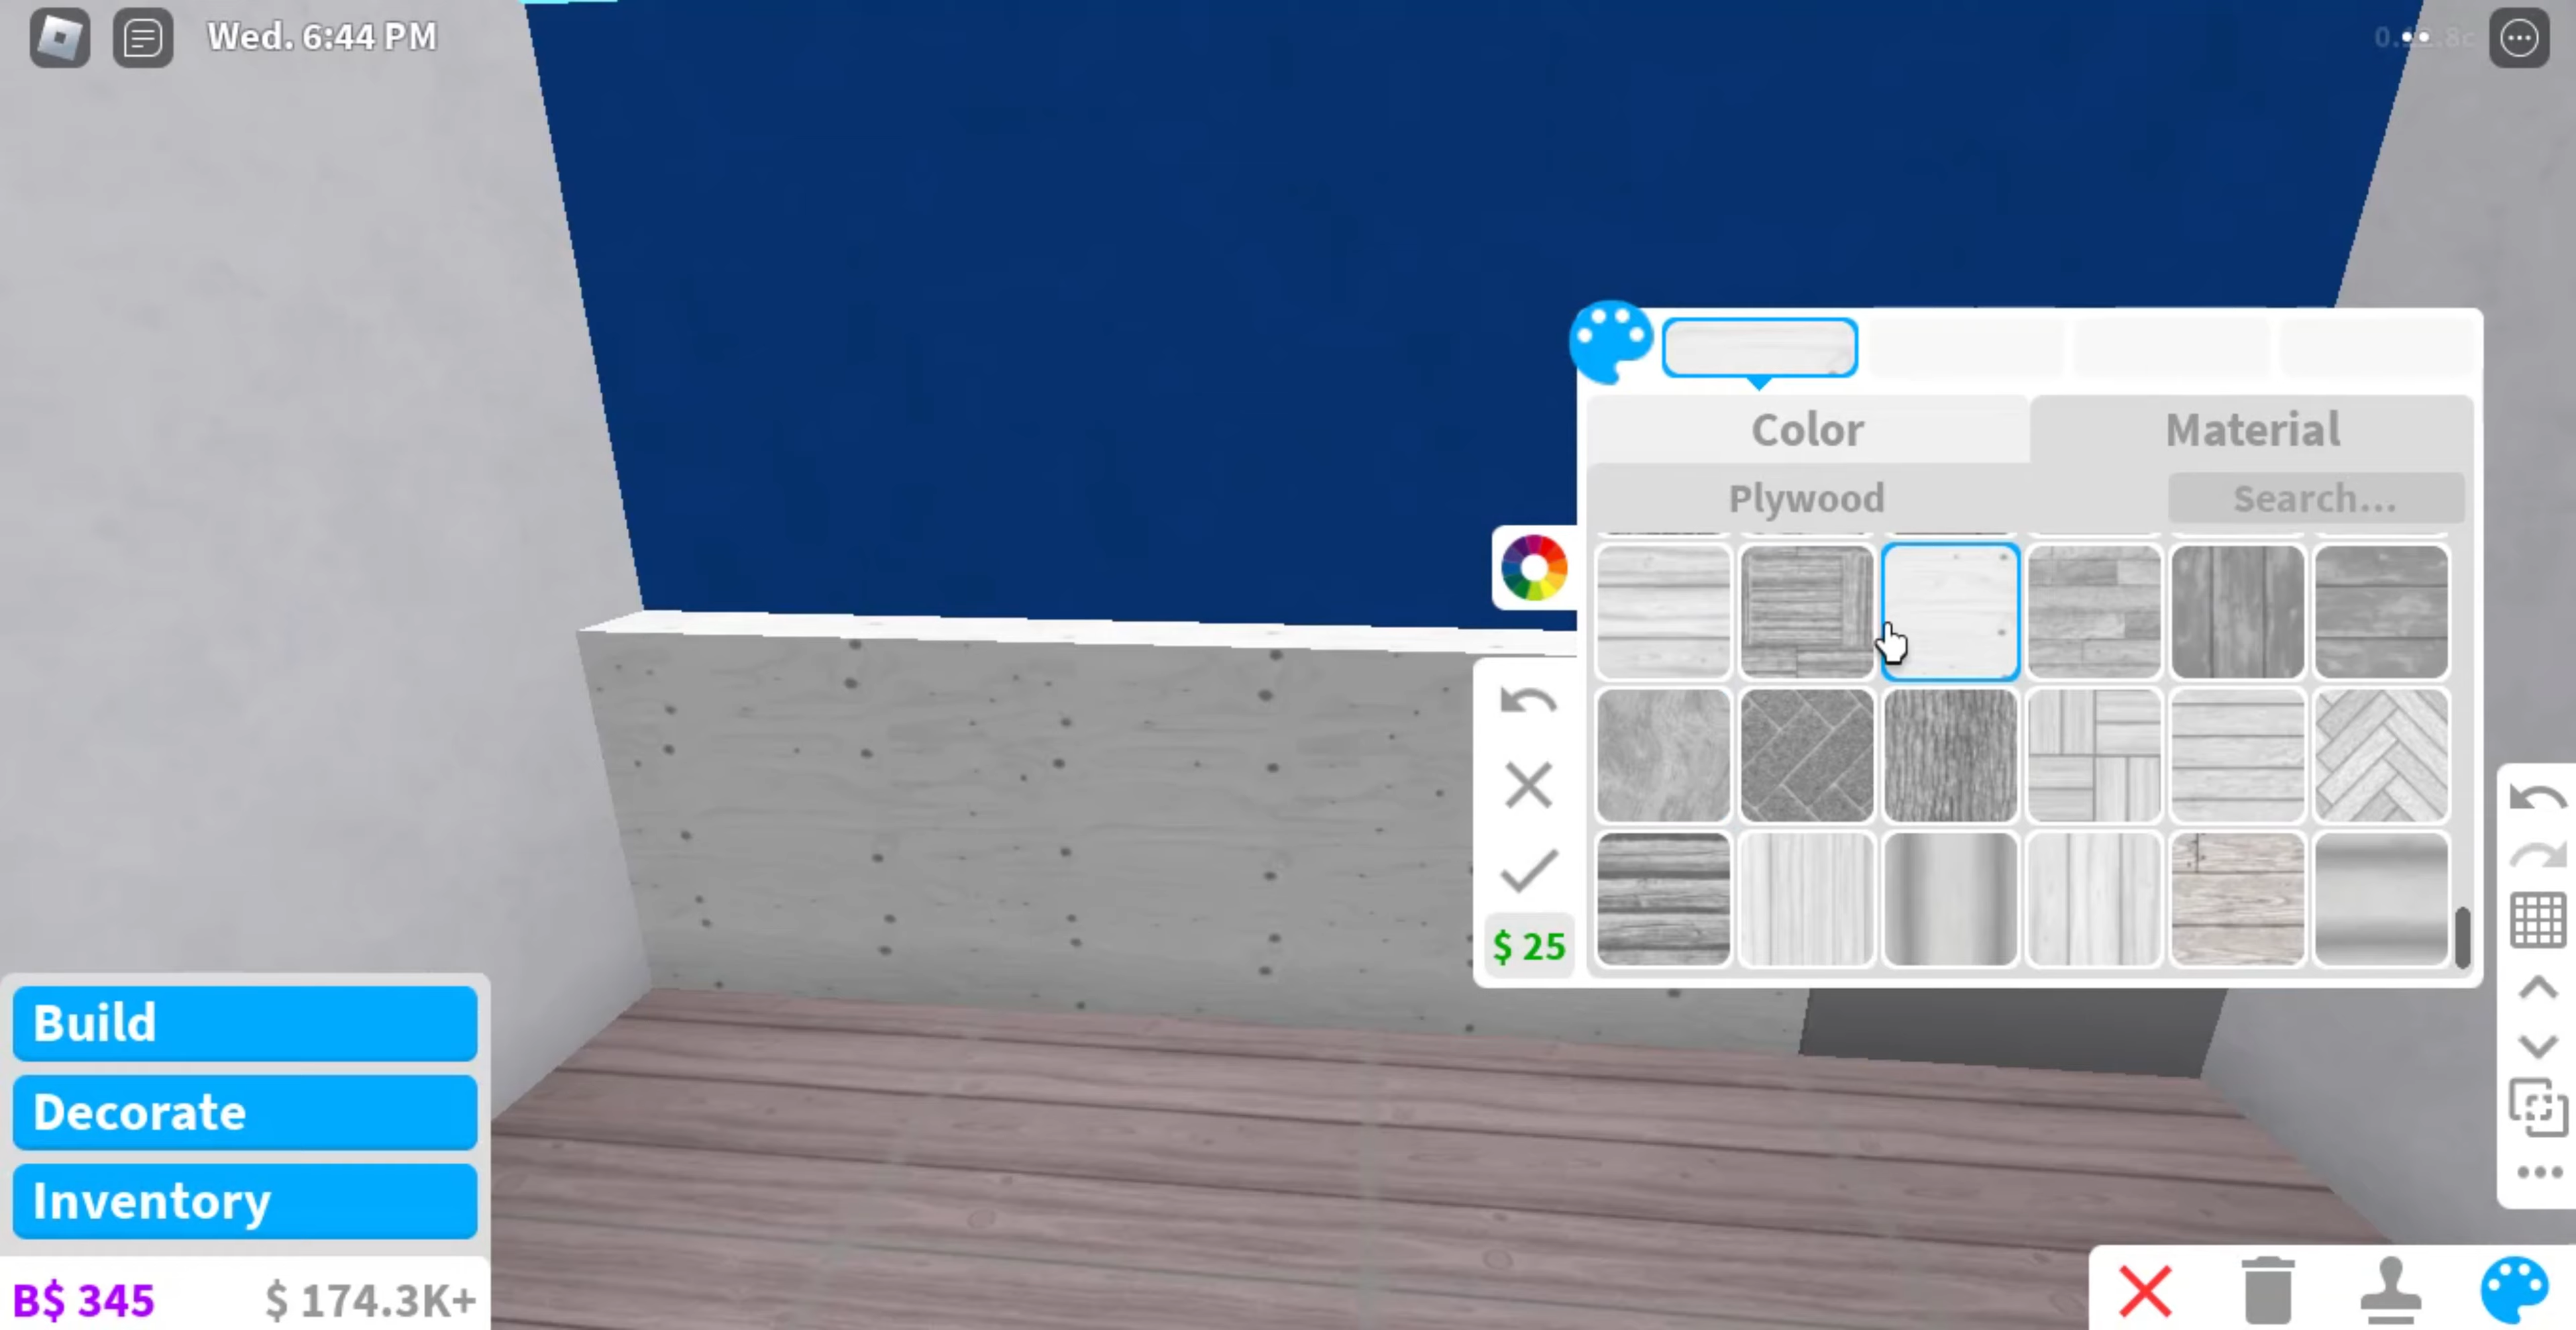 Wed. 6:44 PM
Color
Material
Plywood
Search...
$ 25
Build
Decorate
Inventory
B$ 345
$ 174.3K+